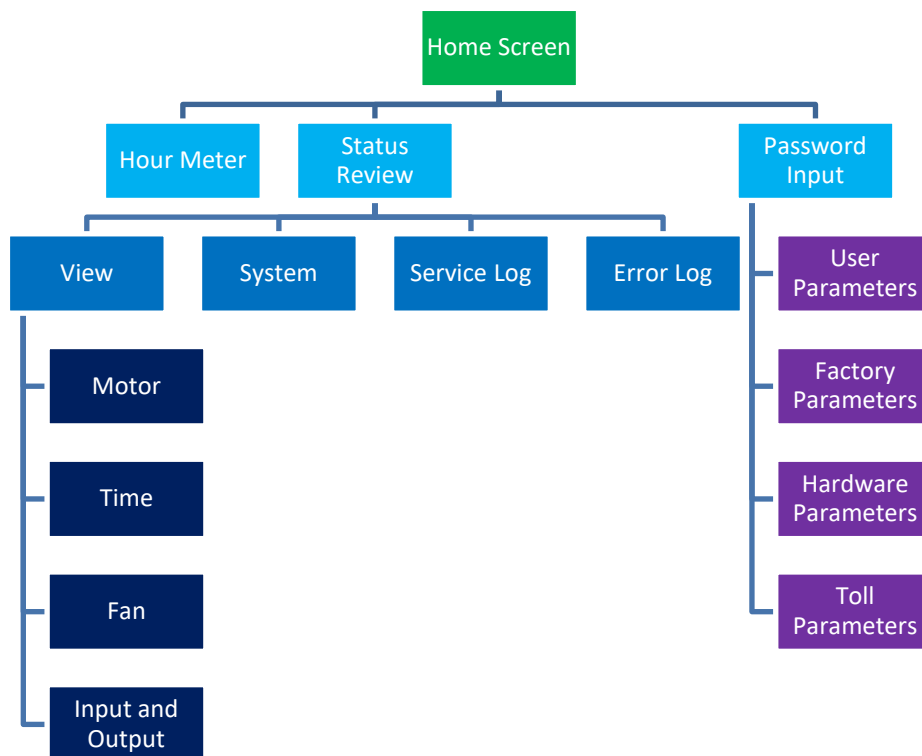 Home Screen
Hour Meter
Status
Review
Password
Input
View
System
Service Log
Error Log
User
Parameters
Motor
Factory
Parameters
Time
Hardware
Parameters
Fan
Toll
Parameters
Input and
Output